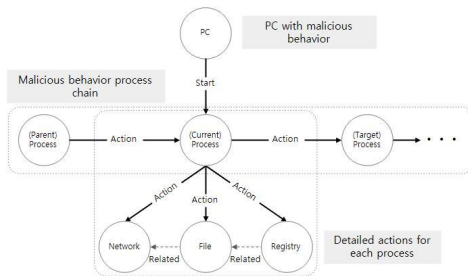 PC
PC with malicious
behavior
Malicious behavior process
chain
Start
(Parent)
Process
Action
(Current)
Process
Action
(Target)
Process
Action
Action
Action
Network
Related
File
Related
Registry
Detailed actions for
each process